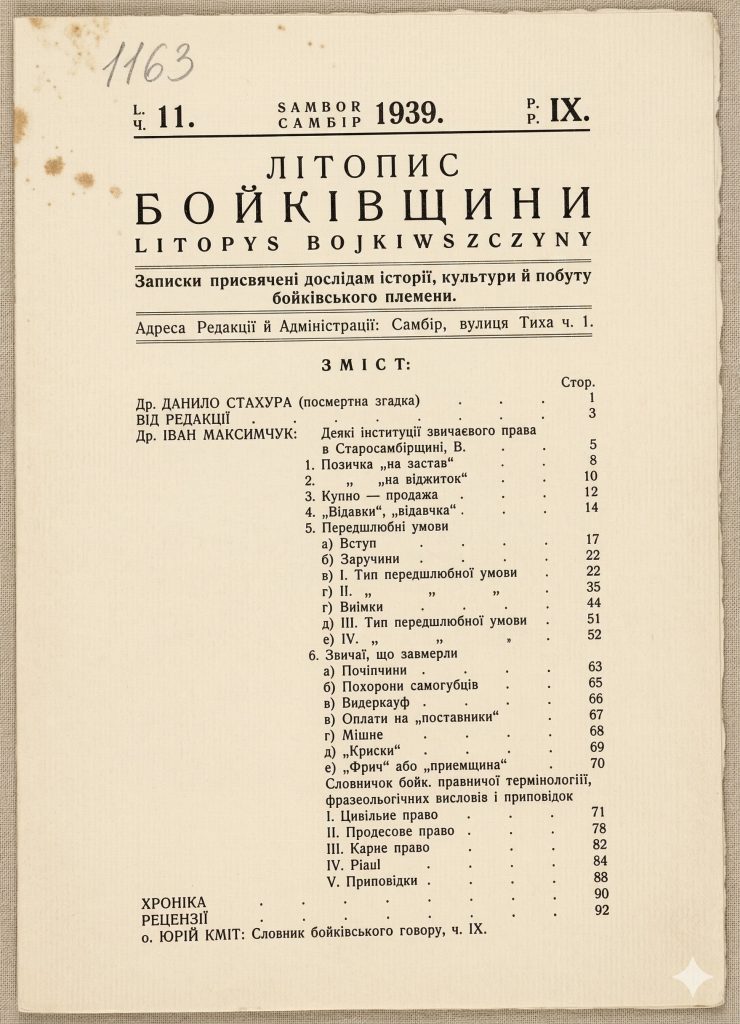 1163
L. 11. SAMBOR 1939. P. IX.
Ч. САМБІР Р.
ЛІТОПИС
БОЙКІВЩИНИ
LITOPYS BOJKIWSZCZYNY
Записки присвячені дослідам історії, культури й побуту
бойківського племени.
Адреса Редакції й Адміністрації: Самбір, вулиця Тиха ч. 1.
ЗМІСТ:
Стор.
Др. ДАНИЛО СТАХУРА (посмертна згадка) . . . 1
ВІД РЕДАКЦІЇ . . . . . . . . 3
Др. ІВАН МАКСИМЧУК: Деякі інституції звичаєвого права
в Старосамбірщині, В. . . 5
1. Позичка „на застав“ . . 8
2. „ „на віджиток“ . . 10
3. Купно — продажа . . . 12
4. „Відавки“, „відавчка“ . . . 14
5. Передшлюбні умови
а) Вступ . . . . 17
б) Заручини . . . . 22
в) I. Тип передшлюбної умови . 22
г) II. „ „ „ . 35
г) Виїмки . . . . 44
д) III. Тип передшлюбної умови . 51
е) IV. „ „ „ . 52
6. Звичаї, що завмерли
а) Почіпчини . . . . 63
б) Похорони самогубців . . 65
в) Видеркауф . . . . 66
в) Оплати на „поставники“ . 67
г) Мішне . . . . 68
д) „Криски“ . . . . 69
е) „Фрич“ або „приемщина“ . 70
Словничок бойк. правничої термінологіії,
фразеольогічних висловів і приповідок
I. Цивільие право . . . 71
II. Продесове право . . . 78
III. Карие право . . . 82
IV. Ріаul . . . . 84
V. Приповідки . . . . 88
ХРОНІКА . . . . . . . . 90
РЕЦЕНЗІЇ . . . . . . . . 92
о. ЮРІЙ КМІТ: Словник бойківського говору, ч. IX.